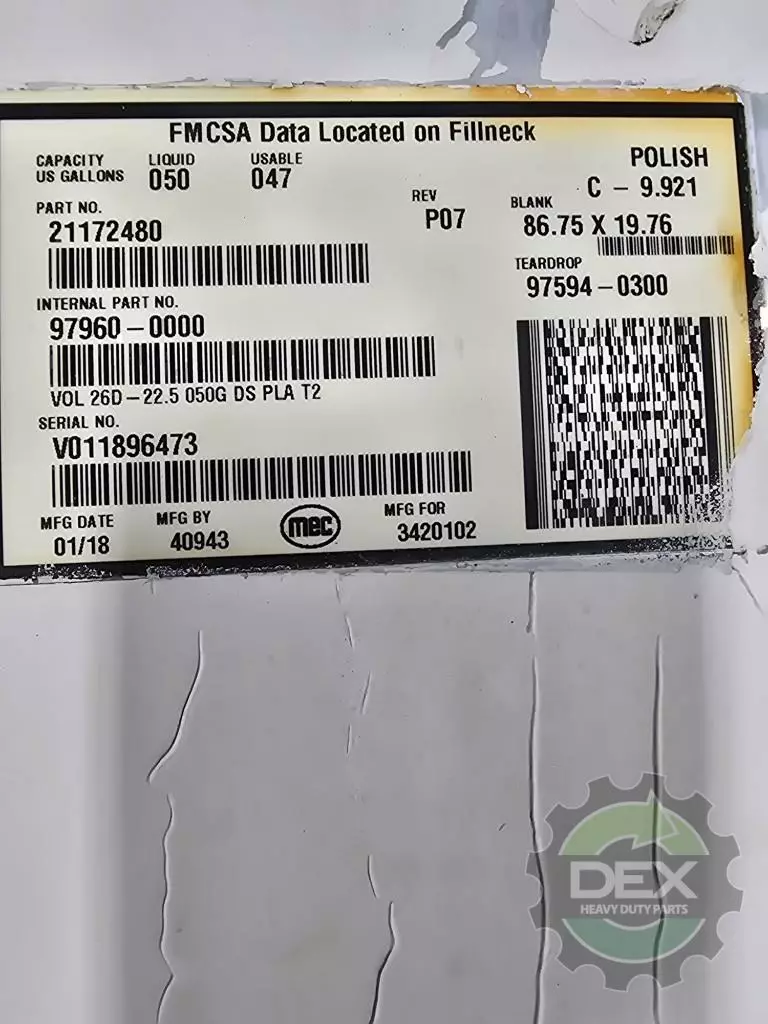 FMCSA Data Located on Fillneck
CAPACITY US GALLONS
LIQUID 050
USABLE 047
POLISH
C - 9.921
PART NO.
21172480
REV
P07
BLANK
86.75 X 19.76
TEARDROP
97594-0300
INTERNAL PART NO.
97960-0000
VOL 26D-22.5 050G DS PLA T2
SERIAL NO.
V011896473
MFG DATE
01/18
MFG BY
40943
mec
MFG FOR
3420102
DEX
HEAVY DUTY PARTS